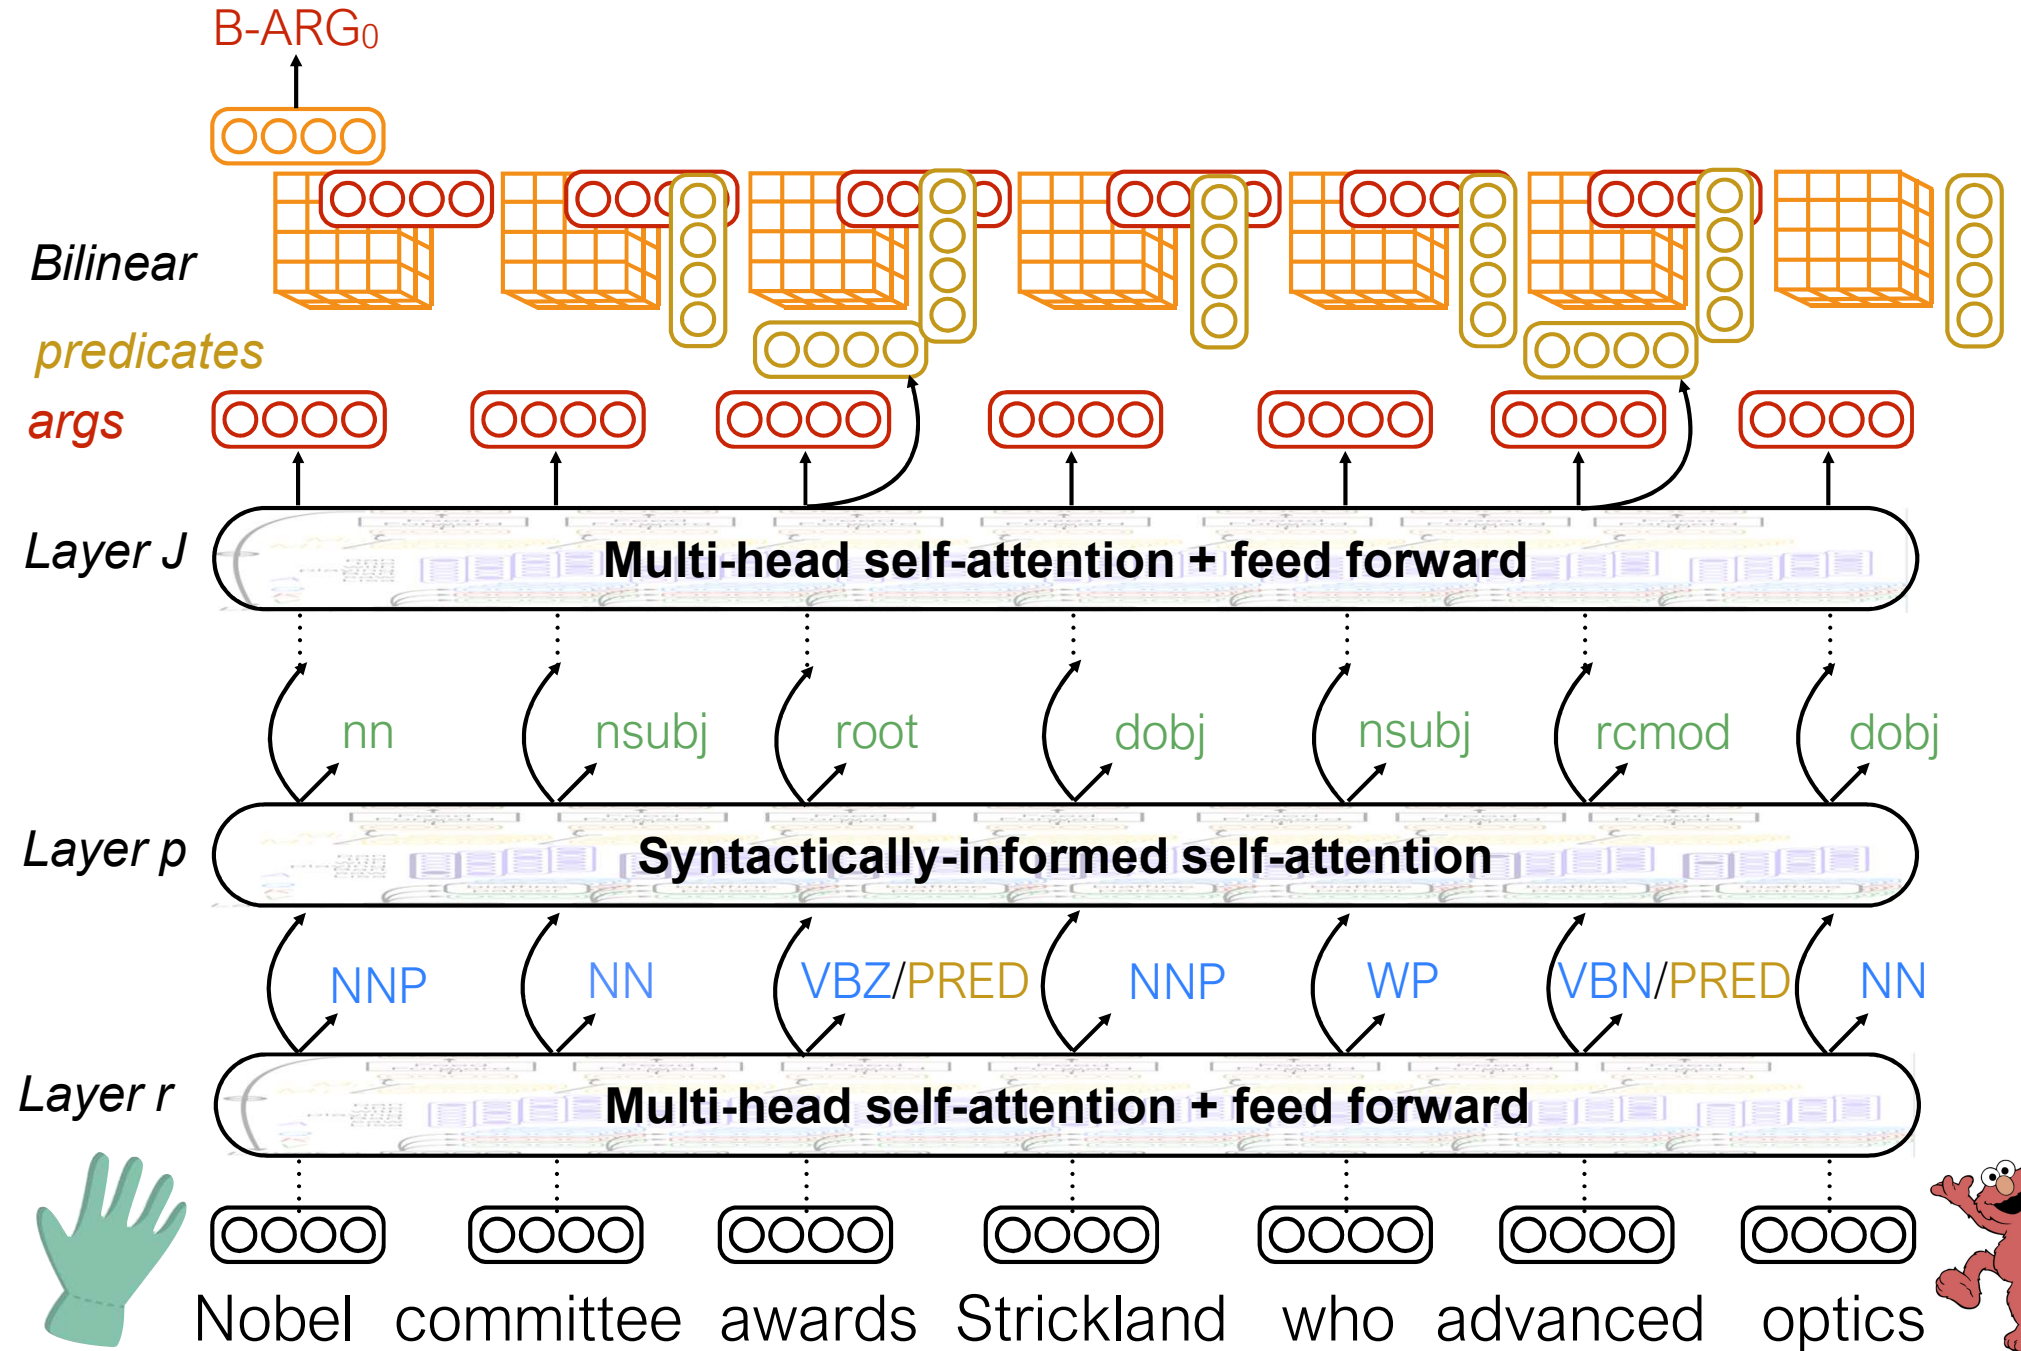 B-ARG0
Bilinear
predicates
args
Layer J Multi-head self-attention + feed forward
nn nsubj root dobj nsubj rcmod dobj
Layer p Syntactically-informed self-attention
NNP NN VBZ/PRED NNP WP VBN/PRED NN
Layer r Multi-head self-attention + feed forward
Nobel committee awards Strickland who advanced optics